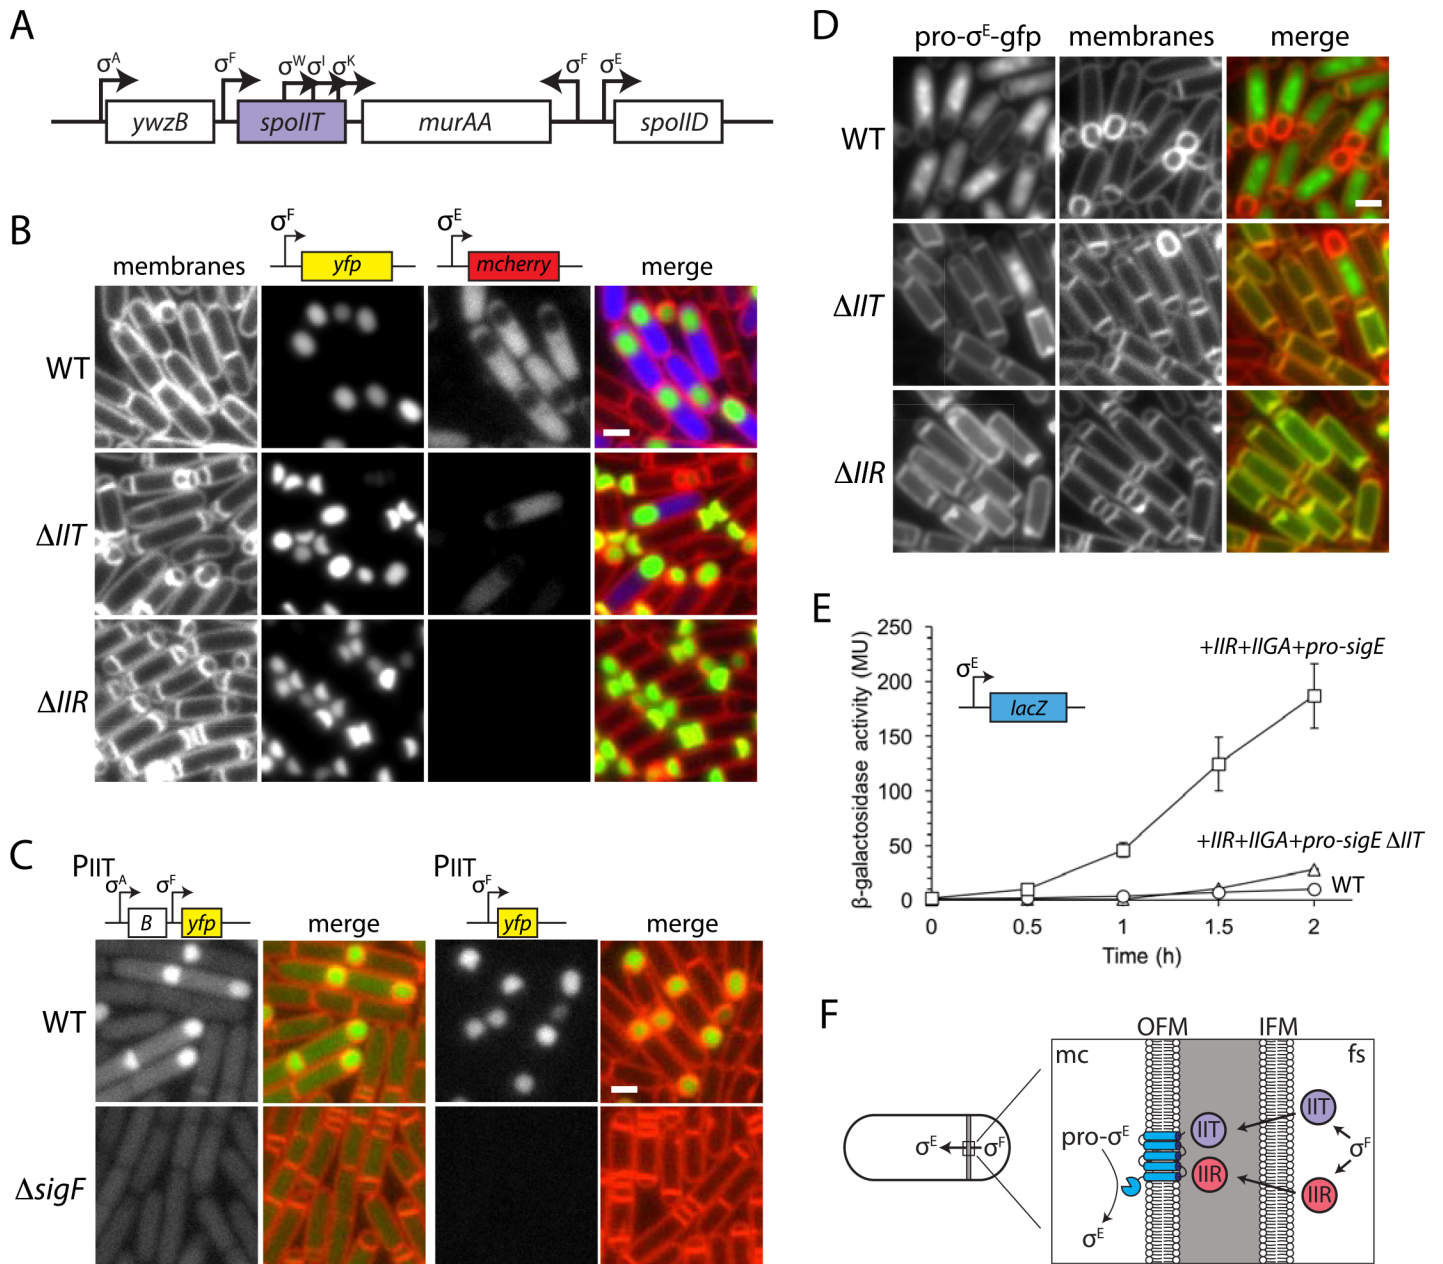 A
σA σF σW σI σK σF σE
ywzB spoIIT murAA spoIID
B
σF σE
membranes yfp mcherry merge
WT
ΔIIT
ΔIIR
C
PIIT PIIT
σA σF σF
B yfp merge yfp merge
WT
ΔsigF
D
pro-σE-gfp membranes merge
WT
ΔIIT
ΔIIR
E
β-galactosidase activity (MU)
250
200
150
100
50
0
σE
lacZ
+IIR+IIGA+pro-sigE
+IIR+IIGA+pro-sigE ΔIIT
WT
0 0.5 1 1.5 2
Time (h)
F
OFM IFM
mc fs
σE σF
pro-σE
IIT IIT
σF
IIR IIR
σE